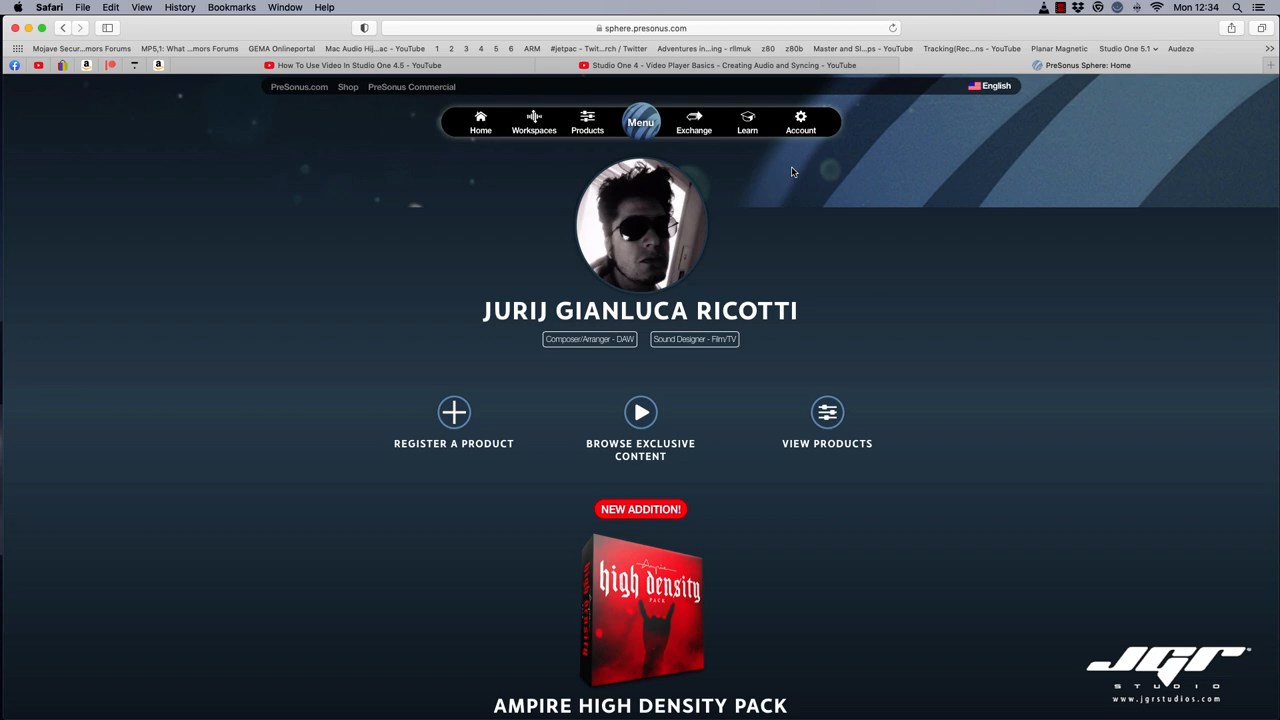 Safari File Edit View History Bookmarks Window Help Mon 12:34
sphere.presonus.com
Mojave Secur...mors Forums MP5,1: What ...mors Forums GEMA Onlineportal Mac Audio Hij...ac - YouTube 1 2 3 4 5 6 ARM #jetpac - Twit...rch / Twitter Adventures in...ng - rllmuk z80 z80b Master and Sl...ps - YouTube Tracking(Rec...ns - YouTube Planar Magnetic Studio One 5.1 Audeze
How To Use Video In Studio One 4.5 - YouTube Studio One 4 - Video Player Basics - Creating Audio and Syncing - YouTube PreSonus Sphere: Home
PreSonus.com Shop PreSonus Commercial English
Home Workspaces Products Menu Exchange Learn Account
JURIJ GIANLUCA RICOTTI
Composer/Arranger - DAW Sound Designer - Film/TV
REGISTER A PRODUCT
BROWSE EXCLUSIVE
CONTENT
VIEW PRODUCTS
NEW ADDITION!
Ampire
high density
PACK
high density
AMPIRE HIGH DENSITY PACK
JGR
STUDIO
www.jgrstudios.com